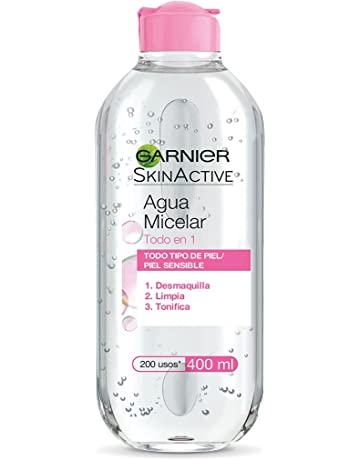 GARNIER
SKINACTIVE
Agua
Micelar
Todo en 1
TODO TIPO DE PIEL/
PIEL SENSIBLE
1. Desmaquilla
2. Limpia
3. Tonifica
200 usos* 400 ml